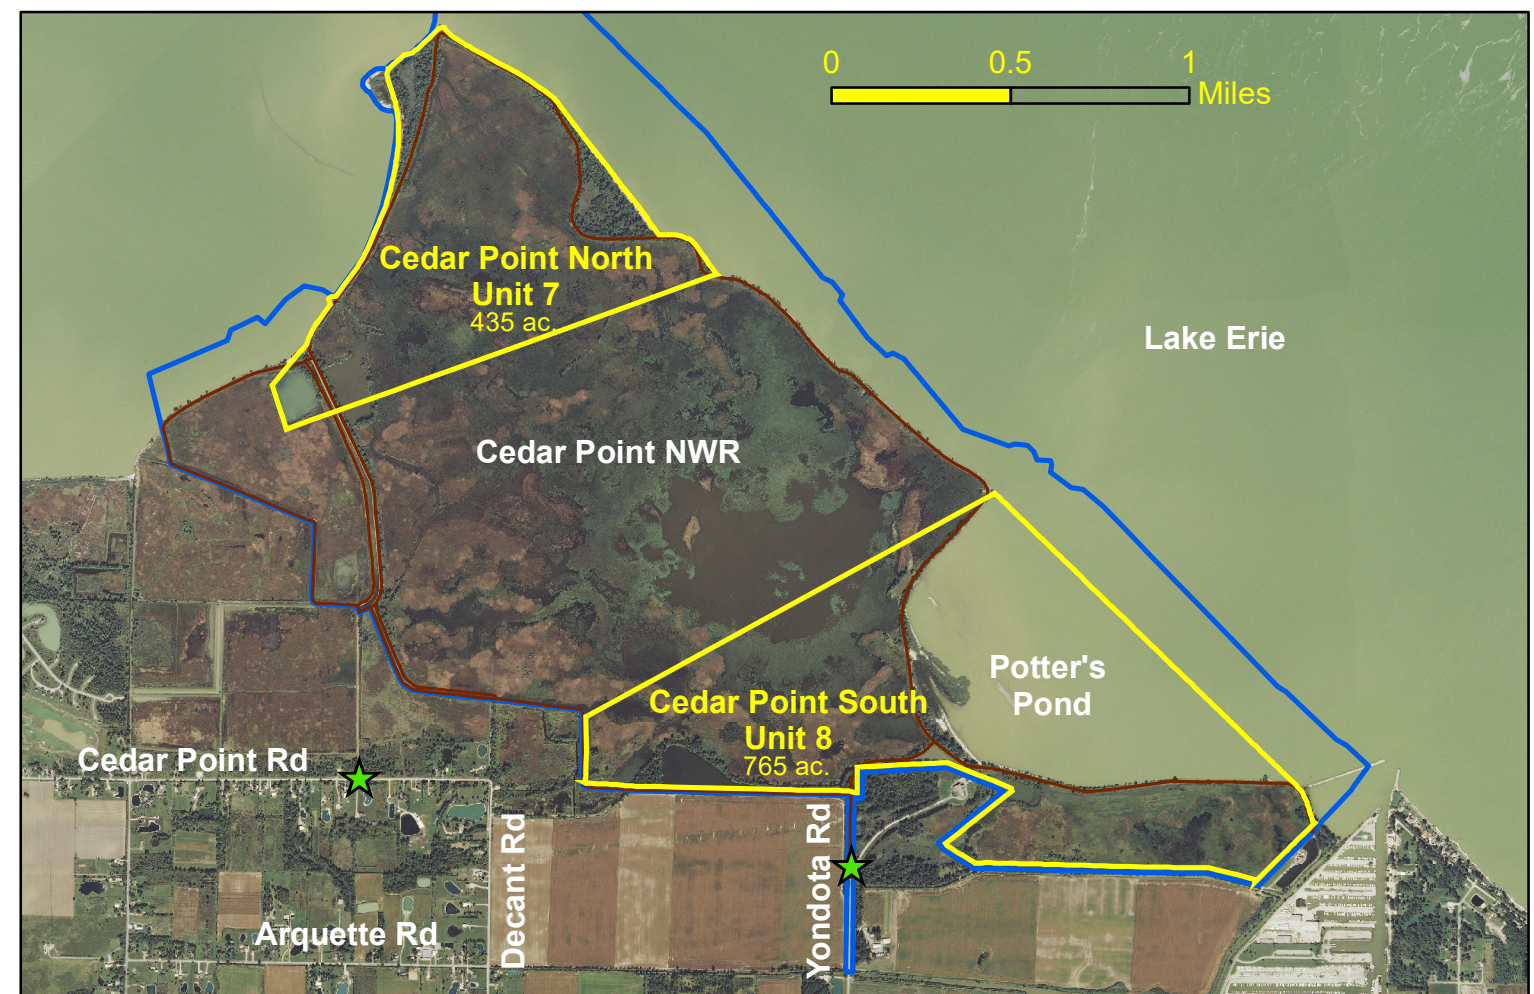 0 0.5 1
Miles
Cedar Point North
Unit 7
435 ac.
Lake Erie
Cedar Point NWR
Potter's
Pond
Cedar Point South
Unit 8
765 ac.
Cedar Point Rd
Decant Rd
Yondota Rd
Arquette Rd